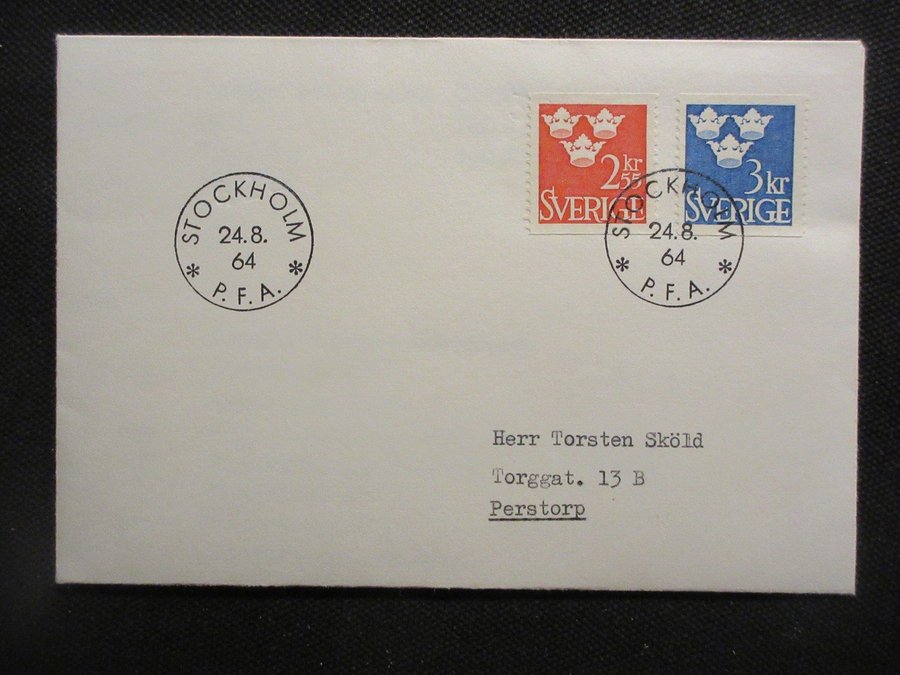 STOCKHOLM
24.8.
64
* P. F. A. *
2 kr
55
SVERIGE
3 kr
SVERIGE
STOCKHOLM
24.8.
64
* P. F. A. *
Herr Torsten Sköld
Torggat. 13 B
Perstorp